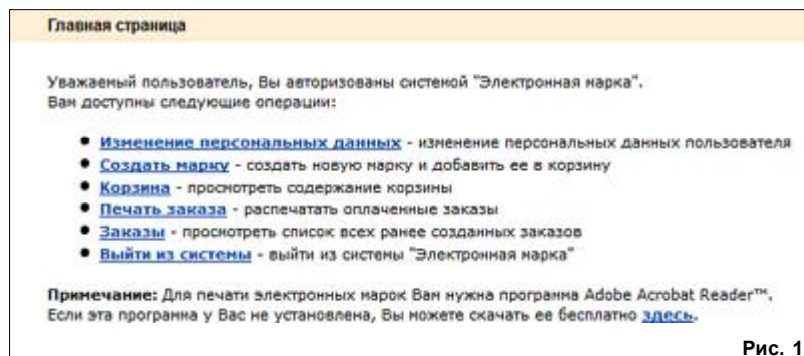 Главная страница
Уважаемый пользователь, Вы авторизованы системой "Электронная марка".
Вам доступны следующие операции:
● Изменение персональных данных - изменение персональных данных пользователя
● Создать марку - создать новую марку и добавить ее в корзину
● Корзина - просмотреть содержание корзины
● Печать заказа - распечатать оплаченные заказы
● Заказы - просмотреть список всех ранее созданных заказов
● Выйти из системы - выйти из системы "Электронная марка"
Примечание: Для печати электронных марок Вам нужна программа Adobe Acrobat Reader™.
Если эта программа у Вас не установлена, Вы можете скачать ее бесплатно здесь.
Рис. 1